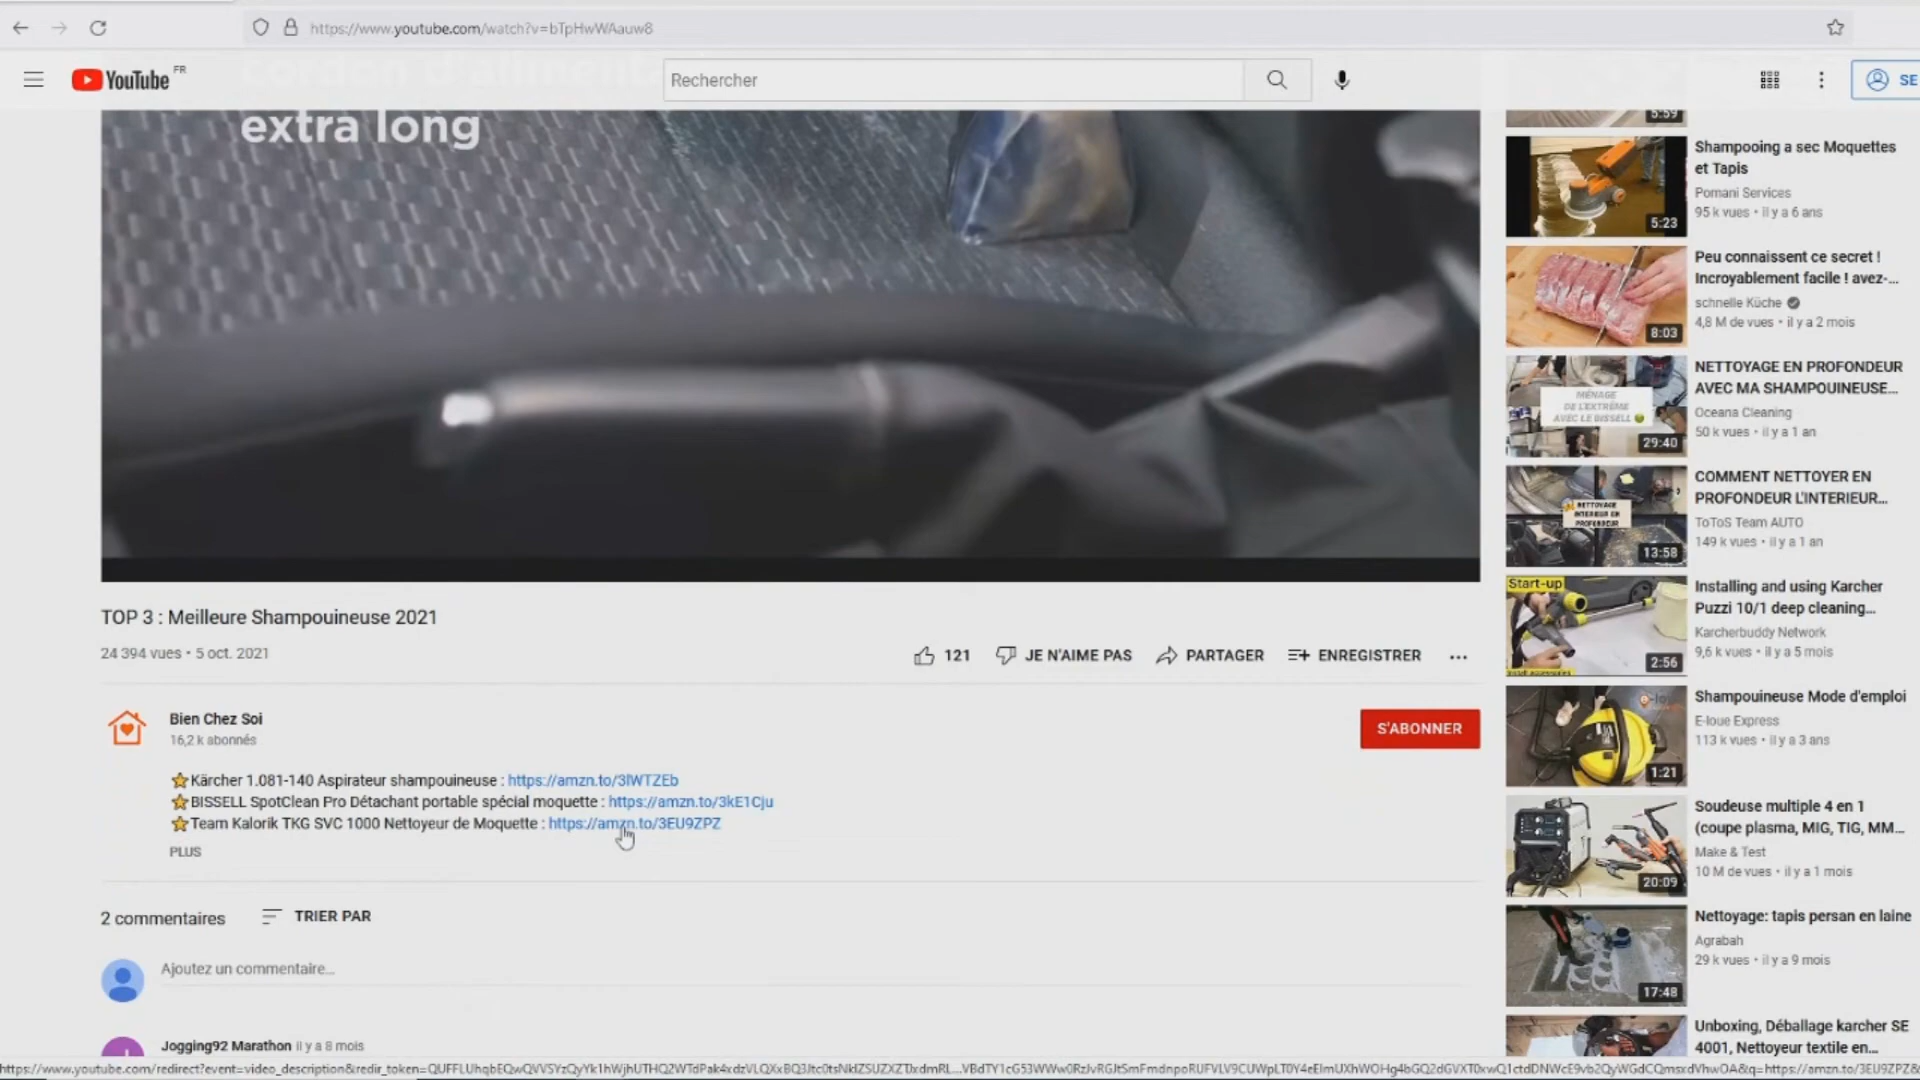 https://www.youtube.com/watch?v=bTpHwWAauw8
YouTube FR
Rechercher
SE
extra long
5:59
Shampooing a sec Moquettes
et Tapis
Pomani Services
95 k vues • il y a 6 ans
5:23
Peu connaissent ce secret !
Incroyablement facile ! avez-...
schnelle Küche
4,8 M de vues • il y a 2 mois
8:03
NETTOYAGE EN PROFONDEUR
AVEC MA SHAMPOUINEUSE...
Oceana Cleaning
50 k vues • il y a 1 an
MÉNAGE
DE L'EXTRÊME
AVEC LE BISSELL
29:40
COMMENT NETTOYER EN
PROFONDEUR L'INTERIEUR...
ToToS Team AUTO
149 k vues • il y a 1 an
NETTOYAGE
INTERIEUR EN
PROFONDEUR
13:58
Start-up
Installing and using Karcher
Puzzi 10/1 deep cleaning...
Karcherbuddy Network
9,6 k vues • il y a 5 mois
2:56
Shampouineuse Mode d'emploi
E-loue Express
113 k vues • il y a 3 ans
1:21
Soudeuse multiple 4 en 1
(coupe plasma, MIG, TIG, MM...
Make & Test
10 M de vues • il y a 1 mois
20:09
Nettoyage: tapis persan en laine
Agrabah
29 k vues • il y a 9 mois
17:48
Unboxing, Déballage karcher SE
4001, Nettoyeur textile en...
TOP 3 : Meilleure Shampouineuse 2021
24 394 vues • 5 oct. 2021
121 JE N'AIME PAS PARTAGER ENREGISTRER ...
Bien Chez Soi
16,2 k abonnés
S'ABONNER
Kärcher 1.081-140 Aspirateur shampouineuse : https://amzn.to/3lWTZEb
BISSELL SpotClean Pro Détachant portable spécial moquette : https://amzn.to/3kE1Cju
Team Kalorik TKG SVC 1000 Nettoyeur de Moquette : https://amzn.to/3EU9ZPZ
PLUS
2 commentaires TRIER PAR
Ajoutez un commentaire...
Jogging92 Marathon il y a 8 mois